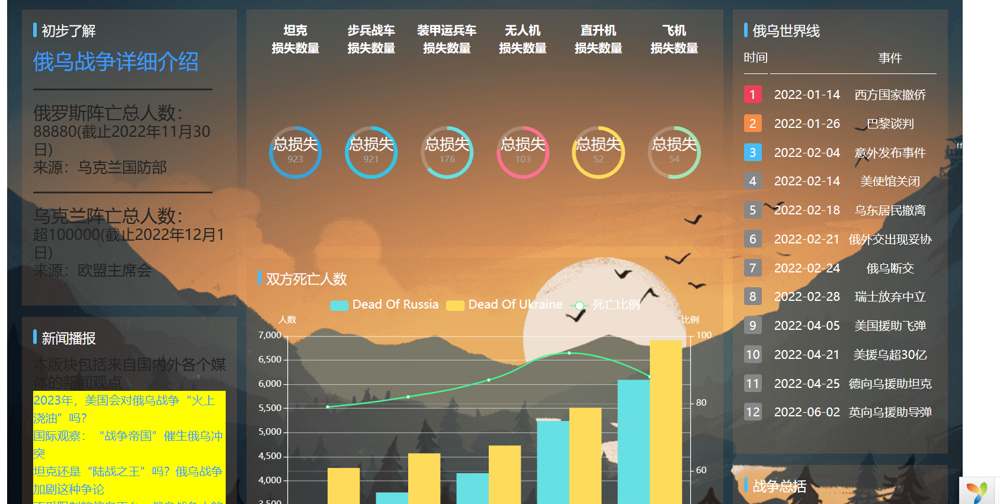 初步了解
俄乌战争详细介绍
俄罗斯阵亡总人数：
88880(截止2022年11月30
日)
来源：乌克兰国防部
乌克兰阵亡总人数：
超100000(截止2022年12月1
日)
来源：欧盟主席会
新闻播报
本版块包括来自国内外各个媒
体的新闻观点
2023年，美国会对俄乌战争“火上
浇油”吗?
国际观察：“战争帝国”催生俄乌冲
突
坦克还是“陆战之王”吗？俄乌战争
加剧这种争论
坦克 步兵战车 装甲运兵车 无人机 直升机 飞机
损失数量 损失数量 损失数量 损失数量 损失数量 损失数量
总损失 总损失 总损失 总损失 总损失 总损失
923 921 176 103 52 54
双方死亡人数
Dead Of Russia Dead Of Ukraine 死亡比例
人数 比例
7,000 100
6,500
6,000
5,500 80
5,000
4,500
4,000 60
3,500
俄乌世界线
时间 事件
1 2022-01-14 西方国家撤侨
2 2022-01-26 巴黎谈判
3 2022-02-04 意外发布事件
4 2022-02-14 美使馆关闭
5 2022-02-18 乌东居民撤离
6 2022-02-21 俄外交出现妥协
7 2022-02-24 俄乌断交
8 2022-02-28 瑞士放弃中立
9 2022-04-05 美国援助飞弹
10 2022-04-21 美援乌超30亿
11 2022-04-25 德向乌援助坦克
12 2022-06-02 英向乌援助导弹
战争总括